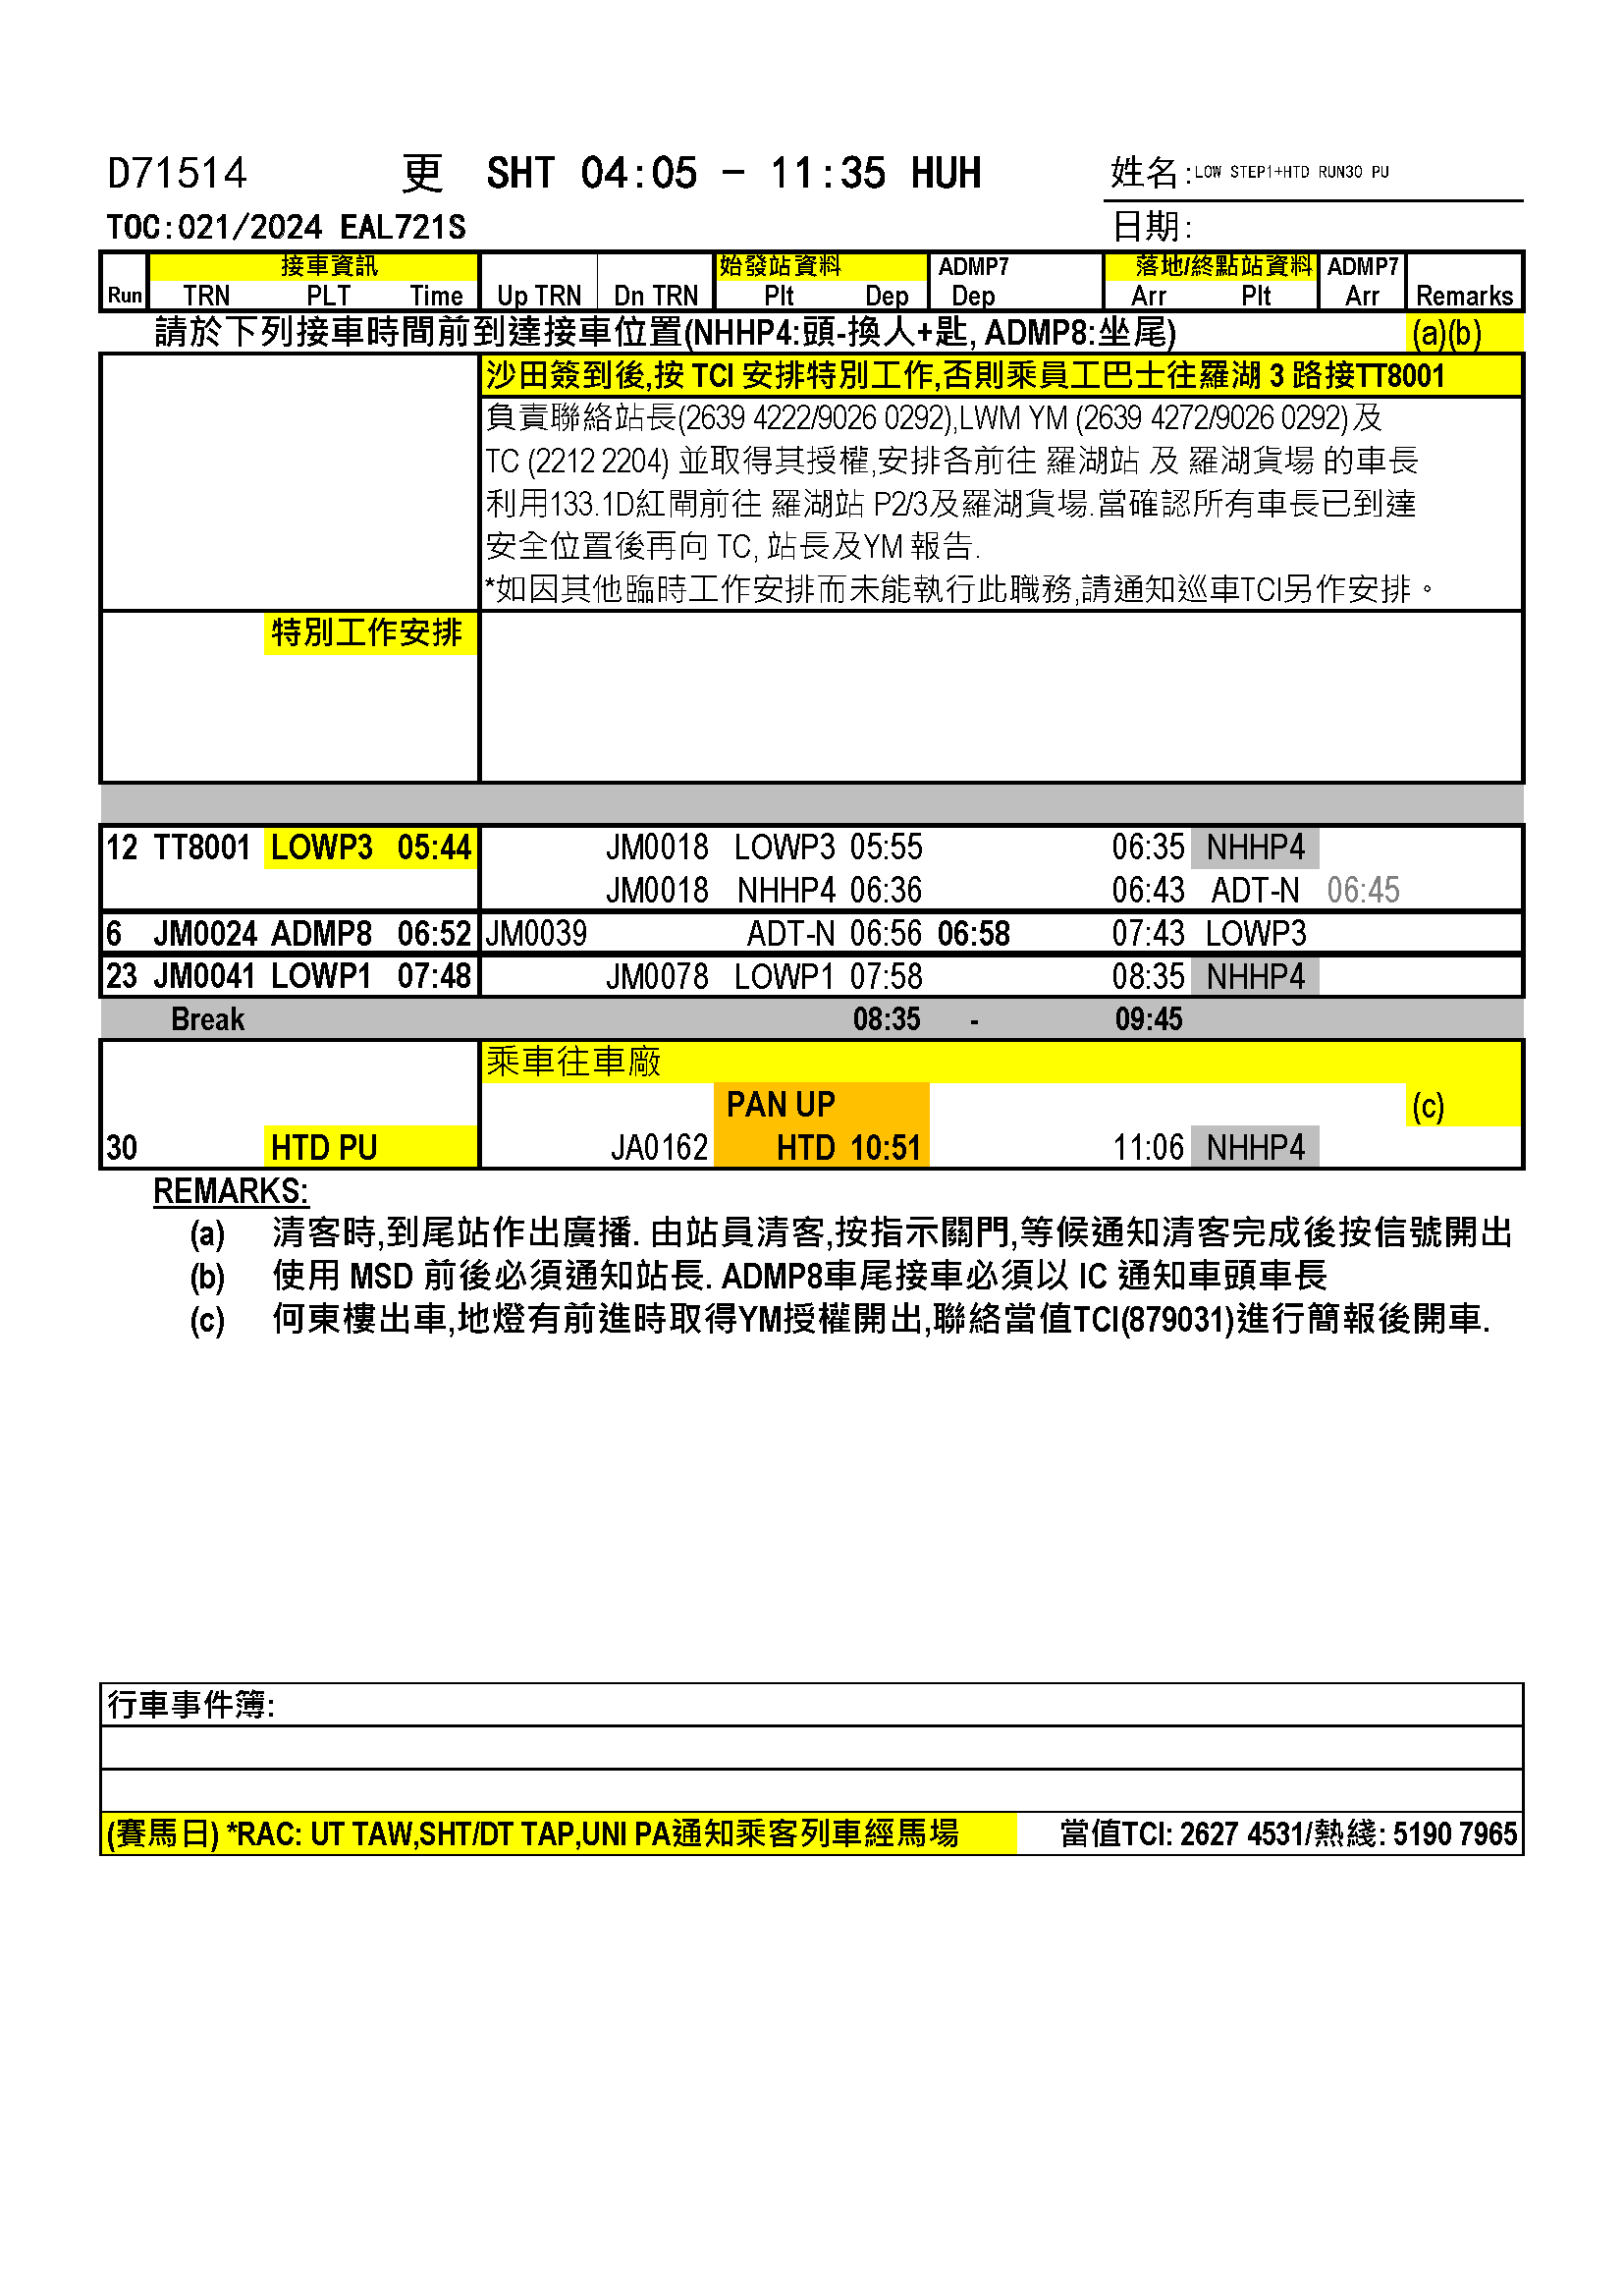 D71514 更 SHT 04:05 - 11:35 HUH 姓名:LOW STEP1+HTD RUN30 PU
TOC:021/2024 EAL721S 日期:
接車資訊 始發站資料 ADMP7 落地/終點站資料 ADMP7
Run TRN PLT Time Up TRN Dn TRN Plt Dep Dep Arr Plt Arr Remarks
請於下列接車時間前到達接車位置(NHHP4:頭-換人+匙, ADMP8:坐尾) (a)(b)
沙田簽到後,按 TCI 安排特別工作,否則乘員工巴士往羅湖 3 路接TT8001
負責聯絡站長(2639 4222/9026 0292),LWM YM (2639 4272/9026 0292)及
TC (2212 2204) 並取得其授權,安排各前往 羅湖站 及 羅湖貨場 的車長
利用133.1D紅閘前往 羅湖站 P2/3及羅湖貨場.當確認所有車長已到達
安全位置後再向 TC, 站長及YM 報告.
*如因其他臨時工作安排而未能執行此職務,請通知巡車TCI另作安排。
特別工作安排
12 TT8001 LOWP3 05:44 JM0018 LOWP3 05:55 06:35 NHHP4
JM0018 NHHP4 06:36 06:43 ADT-N 06:45
6 JM0024 ADMP8 06:52 JM0039 ADT-N 06:56 06:58 07:43 LOWP3
23 JM0041 LOWP1 07:48 JM0078 LOWP1 07:58 08:35 NHHP4
Break 08:35 - 09:45
乘車往車廠
PAN UP (c)
30 HTD PU JA0162 HTD 10:51 11:06 NHHP4
REMARKS:
(a) 清客時,到尾站作出廣播. 由站員清客,按指示關門,等候通知清客完成後按信號開出
(b) 使用 MSD 前後必須通知站長. ADMP8車尾接車必須以 IC 通知車頭車長
(c) 何東樓出車,地燈有前進時取得YM授權開出,聯絡當值TCI(879031)進行簡報後開車.
行車事件簿:
(賽馬日) *RAC: UT TAW,SHT/DT TAP,UNI PA通知乘客列車經馬場 當值TCI: 2627 4531/熱綫: 5190 7965